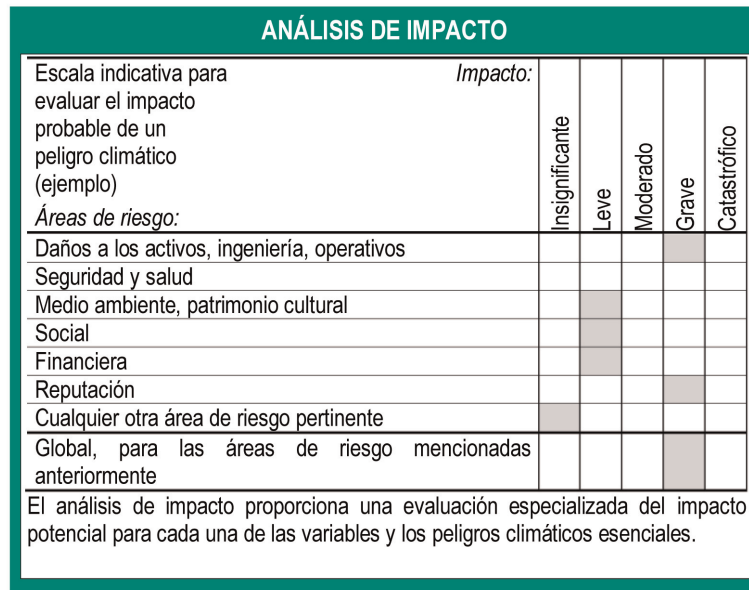 ANÁLISIS DE IMPACTO
Escala indicativa para Impacto:
evaluar el impacto
probable de un
peligro climático
(ejemplo)
Áreas de riesgo:
Insignificante
Leve
Moderado
Grave
Catastrófico
Daños a los activos, ingeniería, operativos
Seguridad y salud
Medio ambiente, patrimonio cultural
Social
Financiera
Reputación
Cualquier otra área de riesgo pertinente
Global, para las áreas de riesgo mencionadas
anteriormente
El análisis de impacto proporciona una evaluación especializada del impacto
potencial para cada una de las variables y los peligros climáticos esenciales.